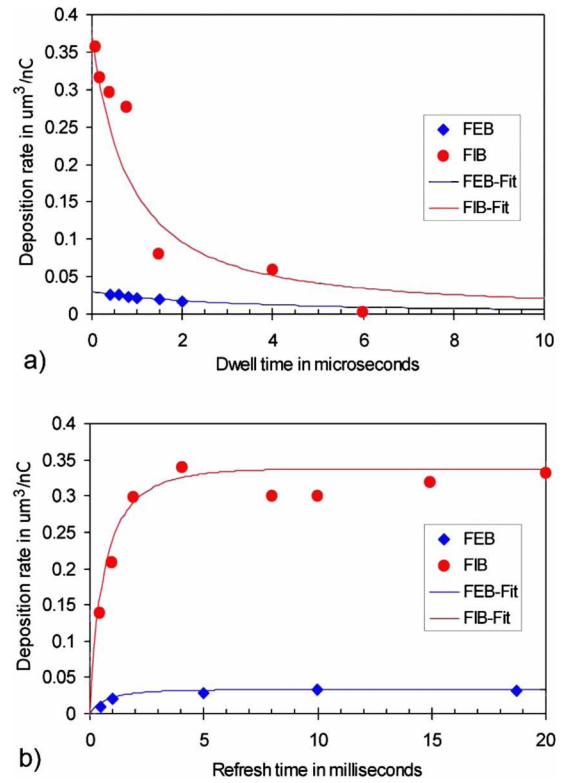 0.4
0.35
0.3
0.25
0.2
0.15
0.1
0.05
0
Deposition rate in um³/nC
FEB
FIB
FEB-Fit
FIB-Fit
0 2 4 6 8 10
Dwell time in microseconds
a)
0.4
0.35
0.3
0.25
0.2
0.15
0.1
0.05
0
Deposition rate in um³/nC
FEB
FIB
FEB-Fit
FIB-Fit
0 5 10 15 20
Refresh time in milliseconds
b)